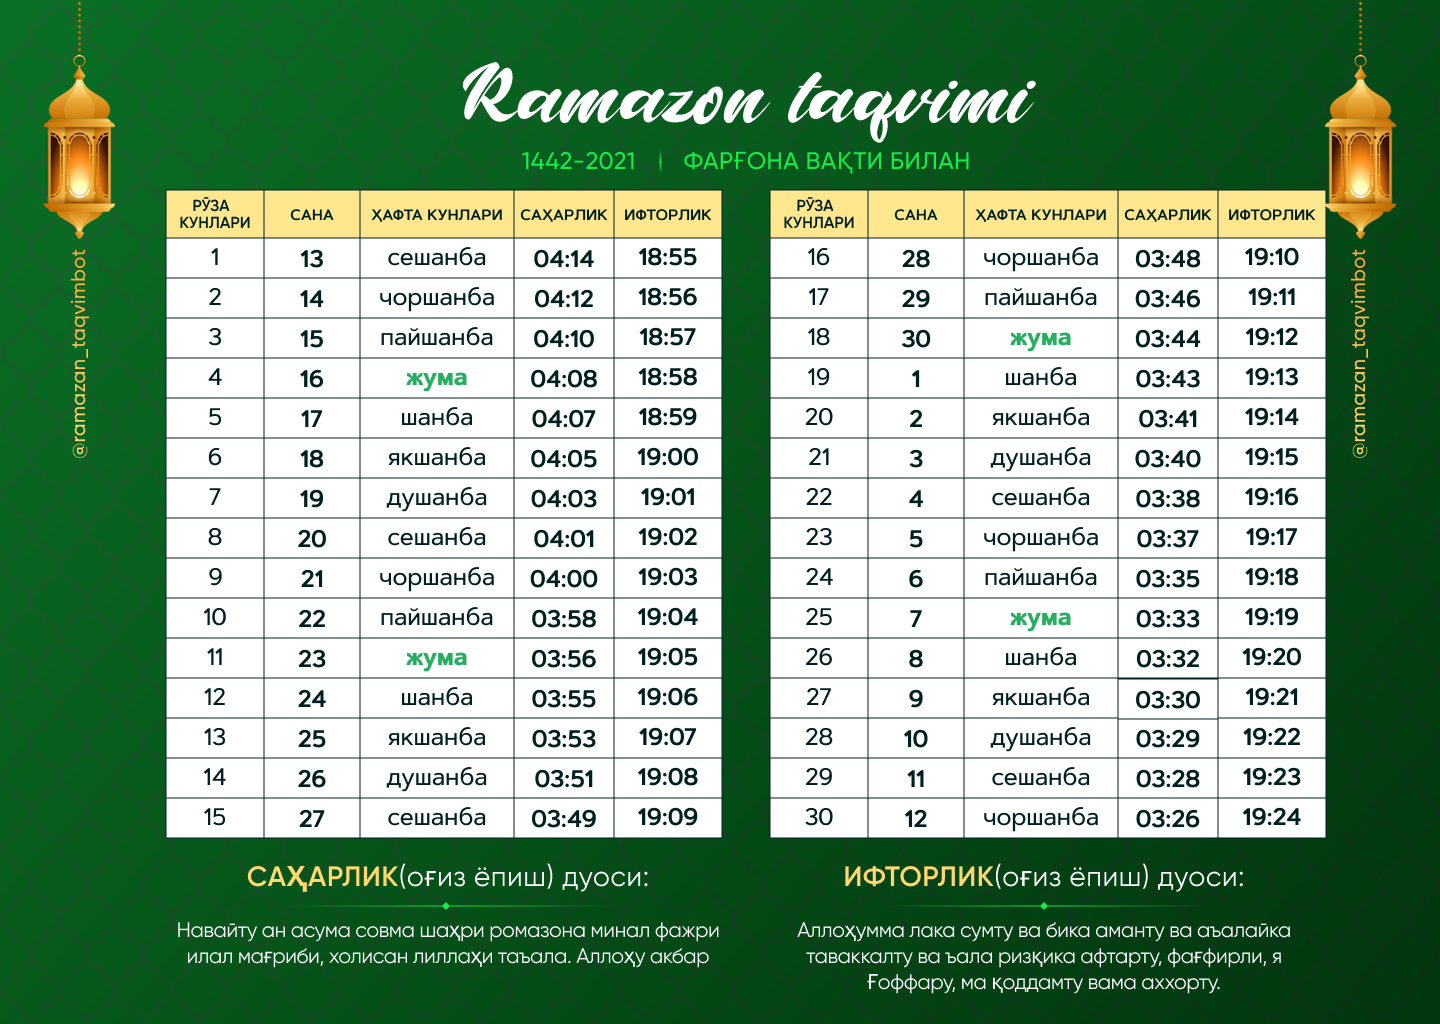 Ramazon taqvimi
1442-2021 | ФАРҒОНА ВАҚТИ БИЛАН
@ramazan_taqvimbot
@ramazan_taqvimbot
РЎЗА КУНЛАРИ САНА ҲАФТА КУНЛАРИ САҲАРЛИК ИФТОРЛИК
1 13 сешанба 04:14 18:55
2 14 чоршанба 04:12 18:56
3 15 пайшанба 04:10 18:57
4 16 жума 04:08 18:58
5 17 шанба 04:07 18:59
6 18 якшанба 04:05 19:00
7 19 душанба 04:03 19:01
8 20 сешанба 04:01 19:02
9 21 чоршанба 04:00 19:03
10 22 пайшанба 03:58 19:04
11 23 жума 03:56 19:05
12 24 шанба 03:55 19:06
13 25 якшанба 03:53 19:07
14 26 душанба 03:51 19:08
15 27 сешанба 03:49 19:09
РЎЗА КУНЛАРИ САНА ҲАФТА КУНЛАРИ САҲАРЛИК ИФТОРЛИК
16 28 чоршанба 03:48 19:10
17 29 пайшанба 03:46 19:11
18 30 жума 03:44 19:12
19 1 шанба 03:43 19:13
20 2 якшанба 03:41 19:14
21 3 душанба 03:40 19:15
22 4 сешанба 03:38 19:16
23 5 чоршанба 03:37 19:17
24 6 пайшанба 03:35 19:18
25 7 жума 03:33 19:19
26 8 шанба 03:32 19:20
27 9 якшанба 03:30 19:21
28 10 душанба 03:29 19:22
29 11 сешанба 03:28 19:23
30 12 чоршанба 03:26 19:24
САҲАРЛИК(оғиз ёпиш) дуоси:
Навайту ан асума совма шаҳри ромазона минал фажри
илал мағриби, холисан лиллаҳи таъала. Аллоҳу акбар
ИФТОРЛИК(оғиз ёпиш) дуоси:
Аллоҳумма лака сумту ва бика аманту ва аъалайка
таваккалту ва ъала ризқика афтарту, фағфирли, я
Ғоффару, ма қоддамту вама аххорту.